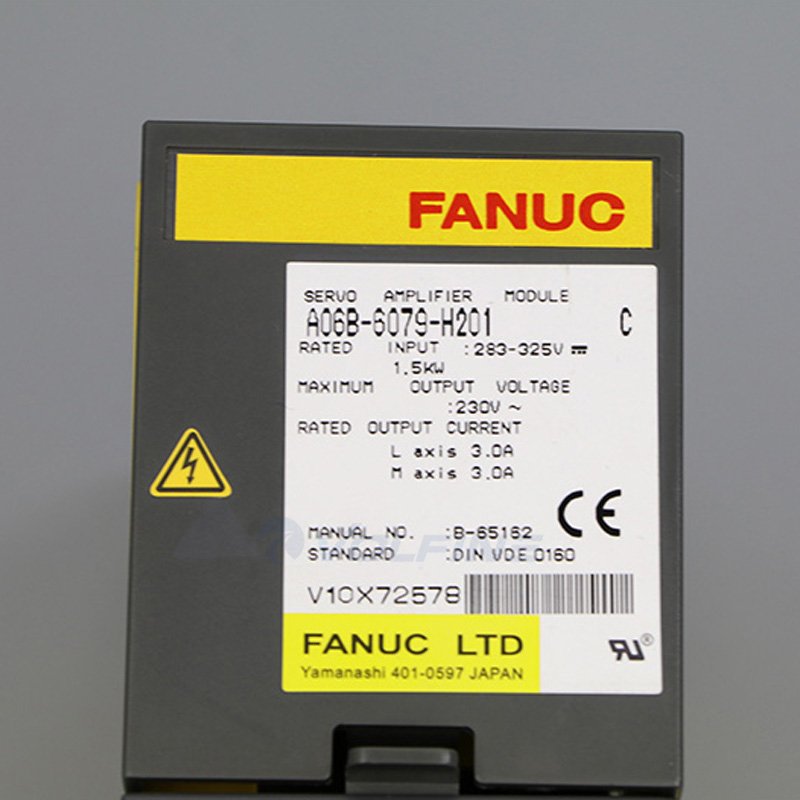 FANUC
SERVO AMPLIFIER MODULE
A06B-6079-H201 C
RATED INPUT :283-325V ⎓
1.5KW
MAXIMUM OUTPUT VOLTAGE
:230V ~
RATED OUTPUT CURRENT
L axis 3.0A
M axis 3.0A
CE
MANUAL NO. :B-65162
STANDARD :DIN VDE 0160
VOLFINE
V10X72578
FANUC LTD
Yamanashi 401-0597 JAPAN
RU®